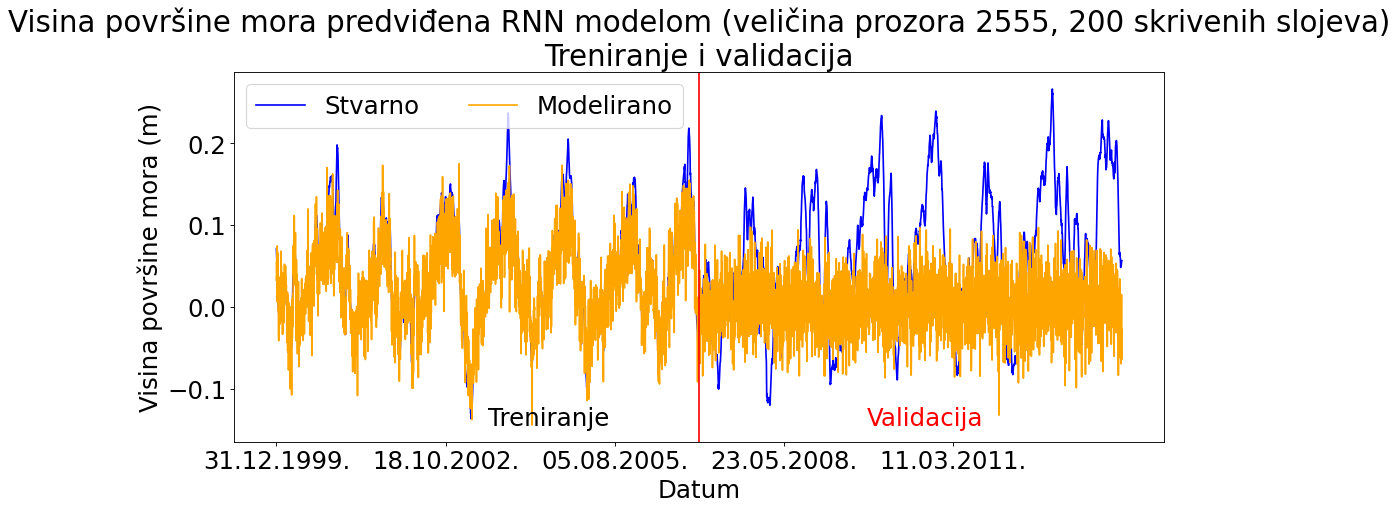 Visina površine mora predviđena RNN modelom (veličina prozora 2555, 200 skrivenih slojeva)
Treniranje i validacija
Stvarno
Modelirano
Visina površine mora (m)
0.2
0.1
0.0
−0.1
Treniranje
Validacija
31.12.1999.
18.10.2002.
05.08.2005.
23.05.2008.
11.03.2011.
Datum